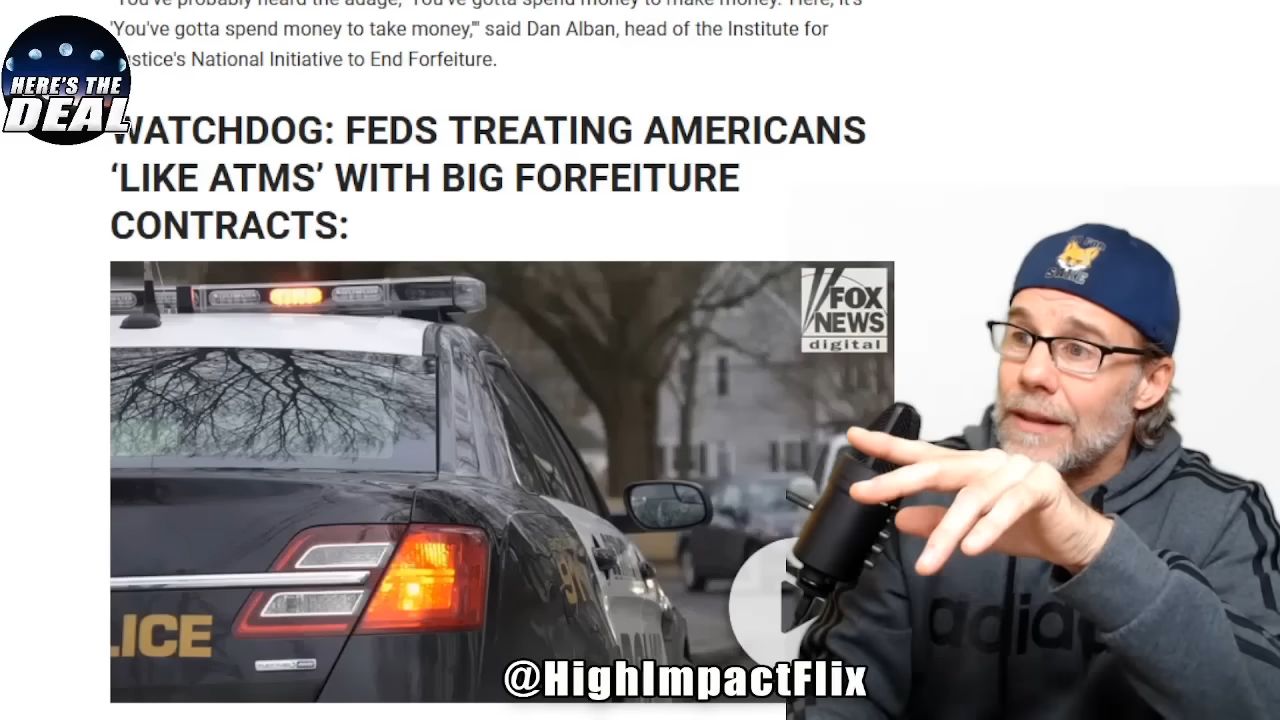 'You've gotta spend money to take money,'" said Dan Alban, head of the Institute for
ustice's National Initiative to End Forfeiture.
HERE'S THE
DEAL
WATCHDOG: FEDS TREATING AMERICANS
'LIKE ATMS' WITH BIG FORFEITURE
CONTRACTS:
FOX
NEWS
digital
LICE
adidas
@HighImpactFlix